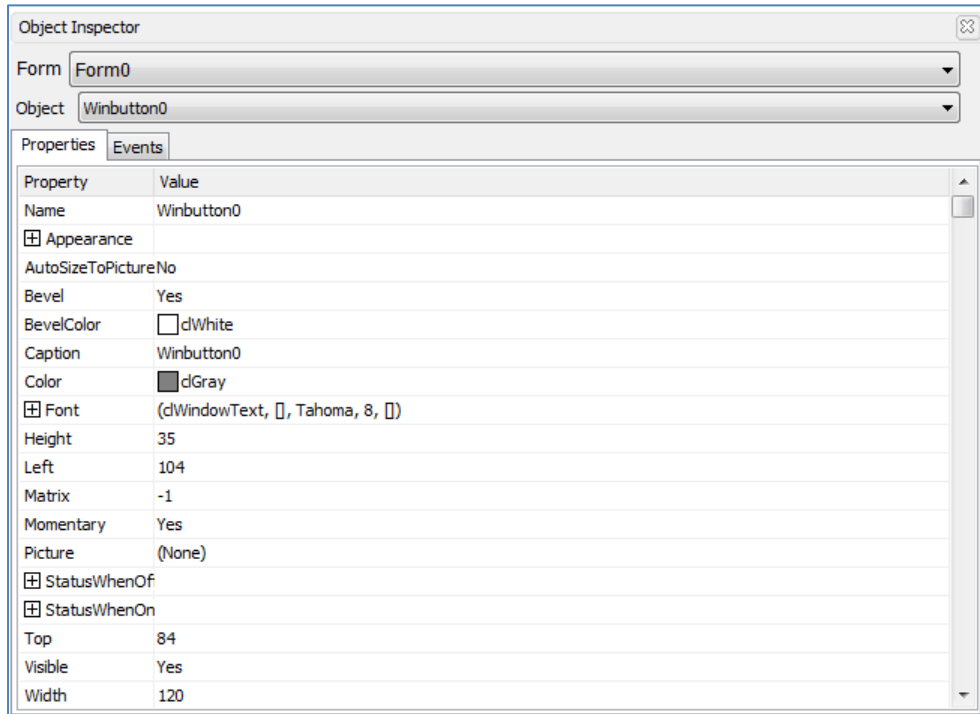 Object Inspector
Form Form0
Object Winbutton0
Properties Events
Property Value
Name Winbutton0
Appearance
AutoSizeToPicture No
Bevel Yes
BevelColor clWhite
Caption Winbutton0
Color clGray
Font (clWindowText, [], Tahoma, 8, [])
Height 35
Left 104
Matrix -1
Momentary Yes
Picture (None)
StatusWhenOf
StatusWhenOn
Top 84
Visible Yes
Width 120